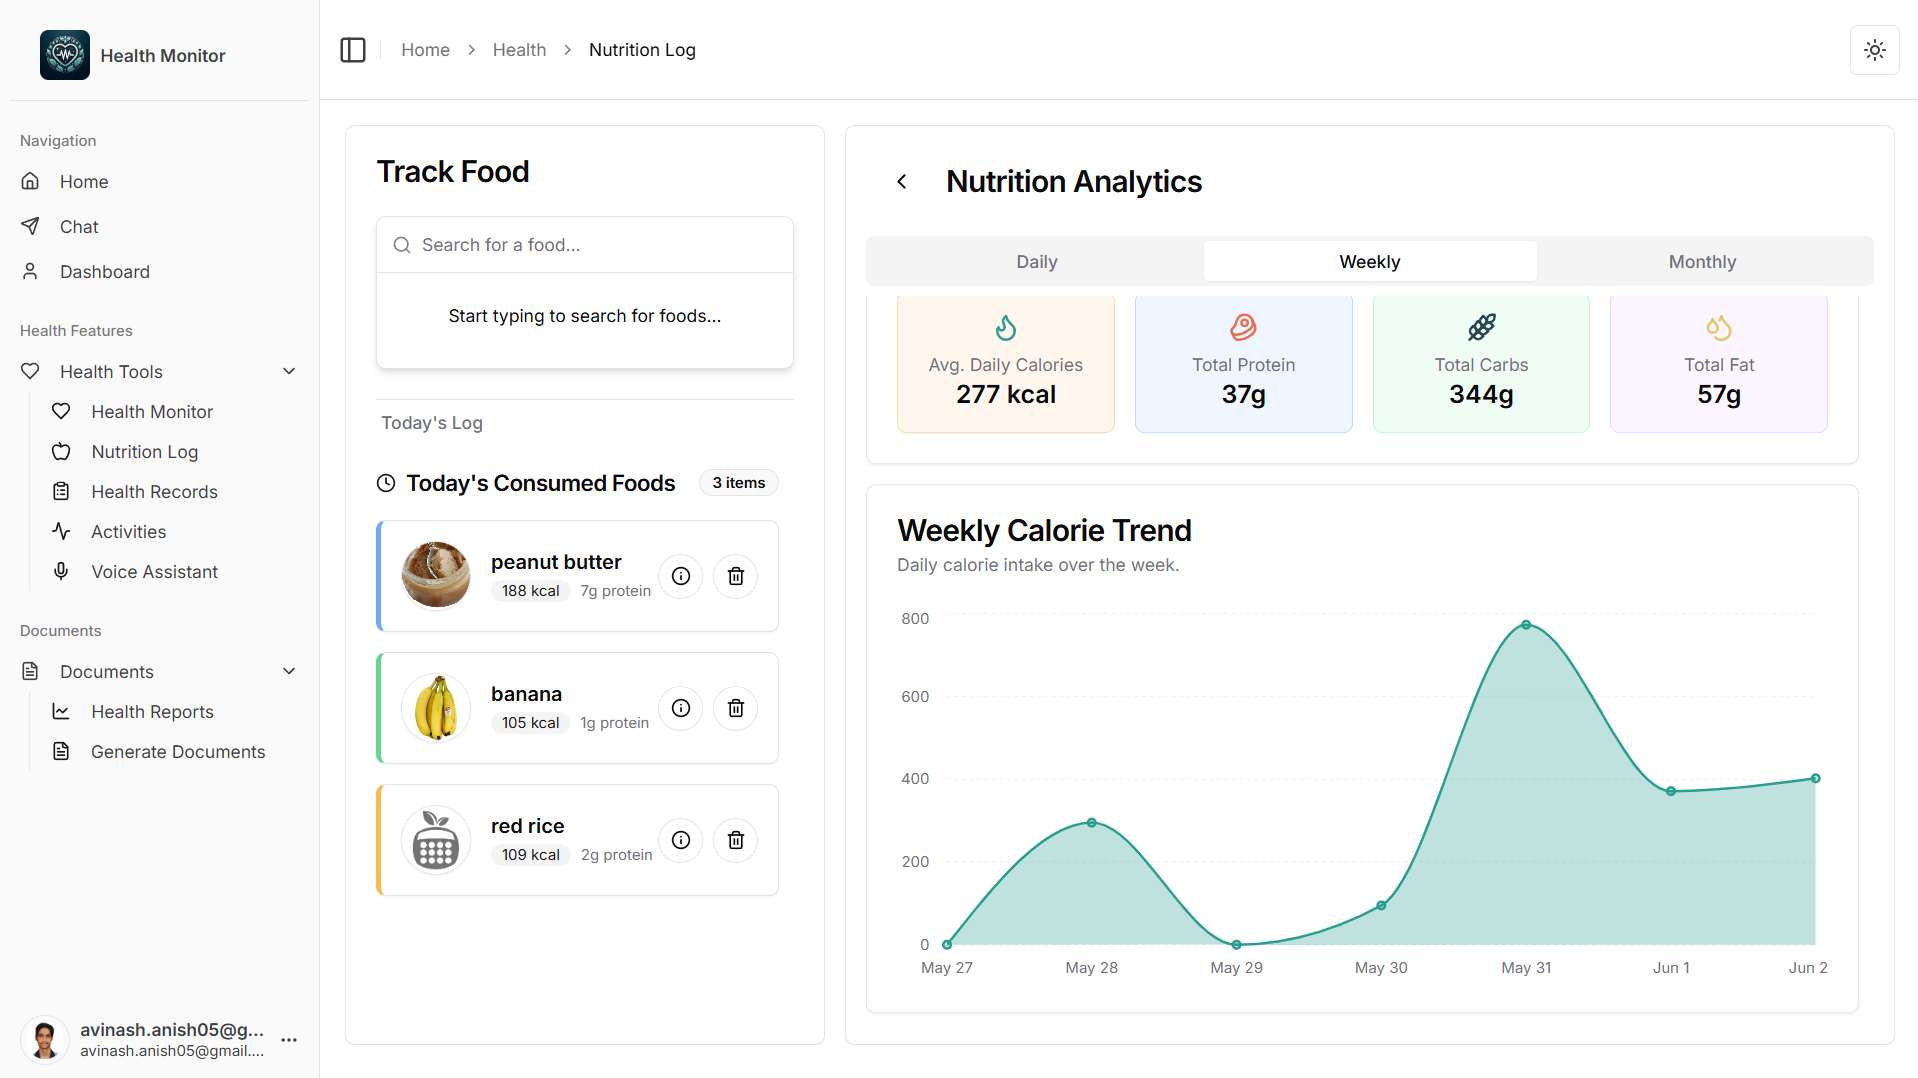 Health Monitor
Navigation
Home
Chat
Dashboard
Health Features
Health Tools
Health Monitor
Nutrition Log
Health Records
Activities
Voice Assistant
Documents
Documents
Health Reports
Generate Documents
avinash.anish05@g...
avinash.anish05@gmail....
Home > Health > Nutrition Log
Track Food
Search for a food...
Start typing to search for foods...
Today's Log
Today's Consumed Foods 3 items
peanut butter
188 kcal 7g protein
banana
105 kcal 1g protein
red rice
109 kcal 2g protein
Nutrition Analytics
Daily Weekly Monthly
Avg. Daily Calories
277 kcal
Total Protein
37g
Total Carbs
344g
Total Fat
57g
Weekly Calorie Trend
Daily calorie intake over the week.
800
600
400
200
0
May 27 May 28 May 29 May 30 May 31 Jun 1 Jun 2